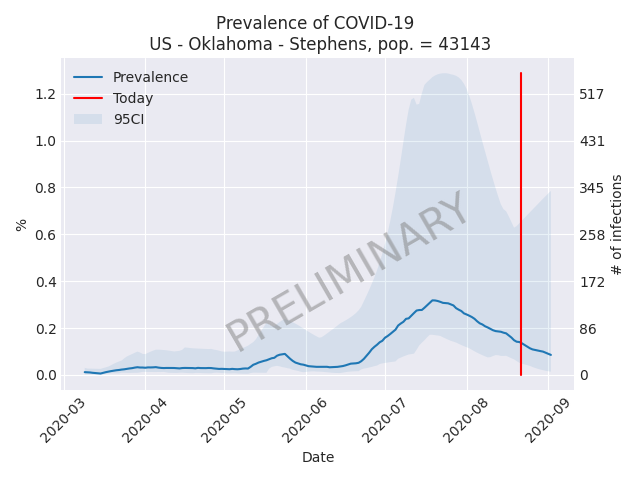 Prevalence of COVID-19
US - Oklahoma - Stephens, pop. = 43143
Prevalence
Today
95CI
1.2
1.0
0.8
0.6
0.4
0.2
0.0
%
517
431
345
258
172
86
0
# of infections
PRELIMINARY
2020-03
2020-04
2020-05
2020-06
2020-07
2020-08
2020-09
Date